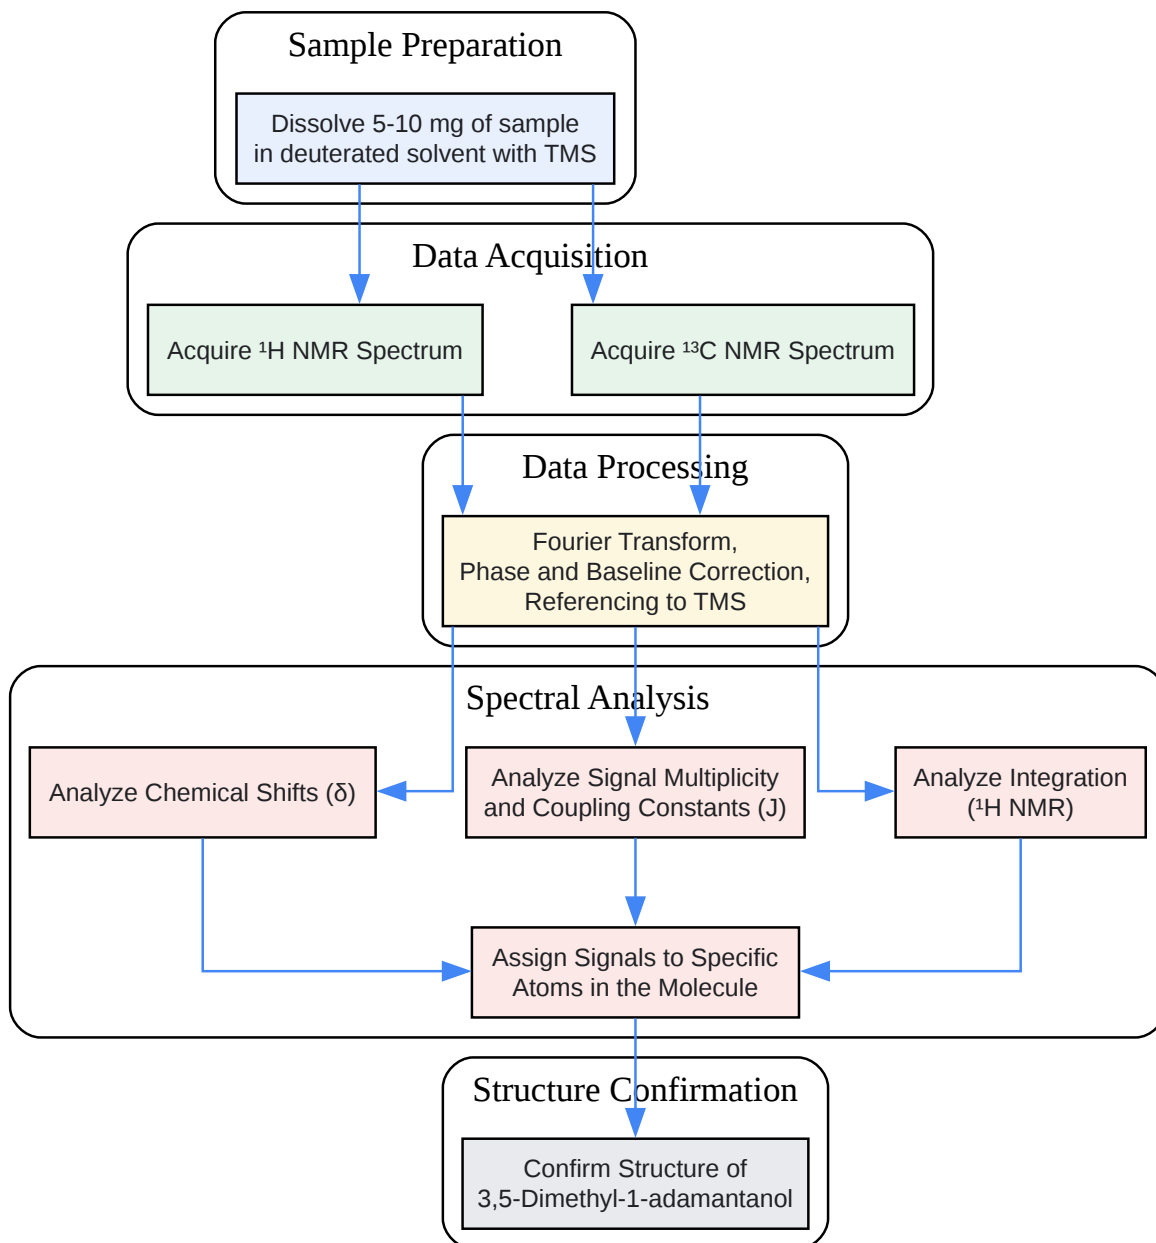 Sample Preparation
Dissolve 5-10 mg of sample
in deuterated solvent with TMS
Data Acquisition
Acquire ¹H NMR Spectrum
Acquire ¹³C NMR Spectrum
Data Processing
Fourier Transform,
Phase and Baseline Correction,
Referencing to TMS
Spectral Analysis
Analyze Chemical Shifts (δ)
Analyze Signal Multiplicity
and Coupling Constants (J)
Analyze Integration
(¹H NMR)
Assign Signals to Specific
Atoms in the Molecule
Structure Confirmation
Confirm Structure of
3,5-Dimethyl-1-adamantanol